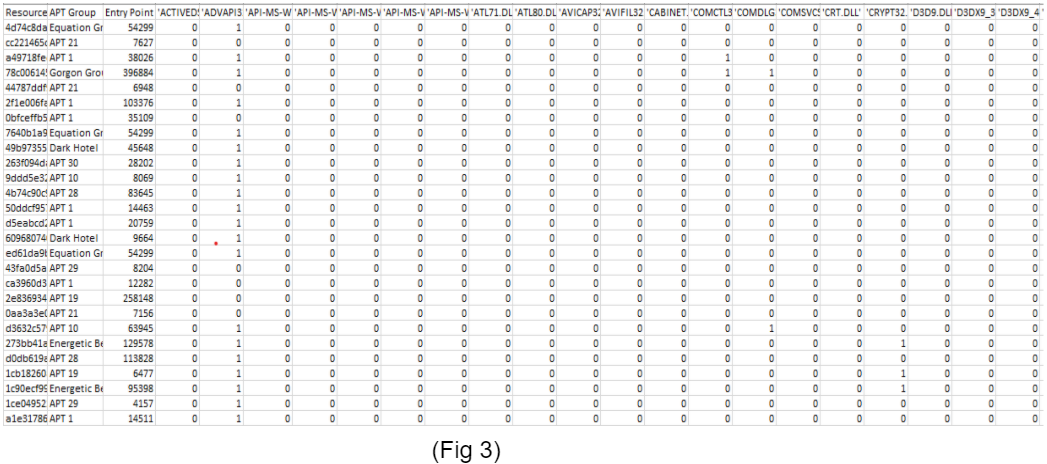 Resource APT Group Entry Point 'ACTIVEDS 'ADVAPI3 'API-MS-W 'API-MS-V 'API-MS-V 'API-MS-V 'API-MS-V 'ATL71.DL 'ATL80.DL 'AVICAP32 'AVIFIL32 'CABINET. 'COMCTL3 'COMDLG 'COMSVCS 'CRT.DLL' 'CRYPT32. 'D3D9.DLI 'D3DX9_3 'D3DX9_4
4d74c8da Equation Gr 54299 0 1 0 0 0 0 0 0 0 0 0 0 0 0 0 0 0 0 0 0
cc221465c APT 21 7627 0 0 0 0 0 0 0 0 0 0 0 0 0 0 0 0 0 0 0 0
a49718fe APT 1 38026 0 1 0 0 0 0 0 0 0 0 0 0 1 0 0 0 0 0 0 0
78c00614 Gorgon Grou 396884 0 1 0 0 0 0 0 0 0 0 0 0 1 1 0 0 0 0 0 0
44787ddf APT 21 6948 0 0 0 0 0 0 0 0 0 0 0 0 0 0 0 0 0 0 0 0
2f1e006fa APT 1 103376 0 1 0 0 0 0 0 0 0 0 0 0 0 0 0 0 0 0 0 0
0bfceffb5 APT 1 35109 0 0 0 0 0 0 0 0 0 0 0 0 0 0 0 0 0 0 0 0
7640b1a9 Equation Gr 54299 0 1 0 0 0 0 0 0 0 0 0 0 0 0 0 0 0 0 0 0
49b97355 Dark Hotel 45648 0 1 0 0 0 0 0 0 0 0 0 0 0 0 0 0 0 0 0 0
263f094d APT 30 28202 0 1 0 0 0 0 0 0 0 0 0 0 0 0 0 0 0 0 0 0
9ddd5e32 APT 10 8069 0 1 0 0 0 0 0 0 0 0 0 0 0 0 0 0 0 0 0 0
4b74c90c APT 28 83645 0 1 0 0 0 0 0 0 0 0 0 0 0 0 0 0 0 0 0 0
50ddcf95 APT 1 14463 0 1 0 0 0 0 0 0 0 0 0 0 0 0 0 0 0 0 0 0
d5eabcd2 APT 1 20759 0 1 0 0 0 0 0 0 0 0 0 0 0 0 0 0 0 0 0 0
60968074 Dark Hotel 9664 0 1 0 0 0 0 0 0 0 0 0 0 0 0 0 0 0 0 0 0
ed61da9b Equation Gr 54299 0 1 0 0 0 0 0 0 0 0 0 0 0 0 0 0 0 0 0 0
43fa0d5a APT 29 8204 0 0 0 0 0 0 0 0 0 0 0 0 0 0 0 0 0 0 0 0
ca3960d3 APT 1 12282 0 0 0 0 0 0 0 0 0 0 0 0 0 0 0 0 0 0 0 0
2e836934 APT 19 258148 0 0 0 0 0 0 0 0 0 0 0 0 0 0 0 0 0 0 0 0
0aa3a3e0 APT 21 7156 0 0 0 0 0 0 0 0 0 0 0 0 0 0 0 0 0 0 0 0
d3632c57 APT 10 63945 0 1 0 0 0 0 0 0 0 0 0 0 0 1 0 0 0 0 0 0
273bb41a Energetic Be 129578 0 1 0 0 0 0 0 0 0 0 0 0 0 0 0 0 1 0 0 0
d0db619a APT 28 113828 0 1 0 0 0 0 0 0 0 0 0 0 0 0 0 0 0 0 0 0
1cb18260 APT 19 6477 0 1 0 0 0 0 0 0 0 0 0 0 0 0 0 0 1 0 0 0
1c90ecf99 Energetic Be 95398 0 1 0 0 0 0 0 0 0 0 0 0 0 0 0 0 1 0 0 0
1ce04952 APT 29 4157 0 1 0 0 0 0 0 0 0 0 0 0 0 0 0 0 0 0 0 0
a1e31786 APT 1 14511 0 1 0 0 0 0 0 0 0 0 0 0 0 0 0 0 0 0 0 0
(Fig 3)